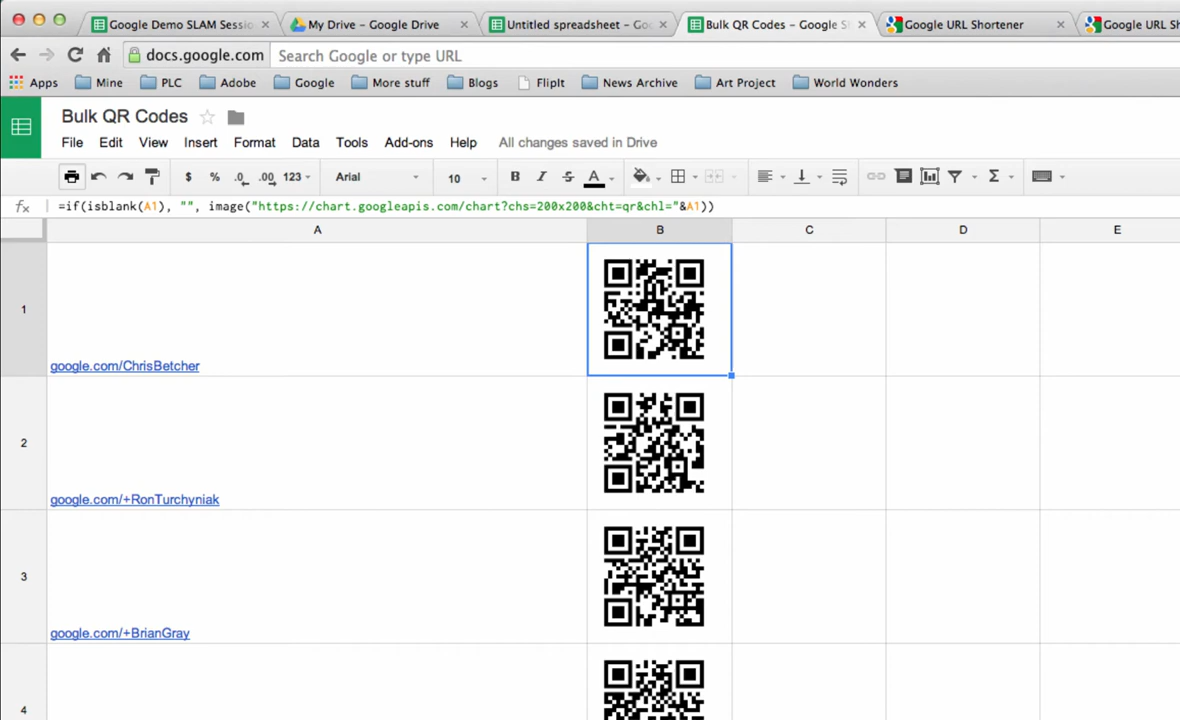 Google Demo SLAM Sessi
My Drive – Google Drive
Untitled spreadsheet – Go
Bulk QR Codes – Google S
Google URL Shortener
Google URL Sh
docs.google.com
Search Google or type URL
Apps Mine PLC Adobe Google More stuff Blogs FlipIt News Archive Art Project World Wonders
Bulk QR Codes
File Edit View Insert Format Data Tools Add-ons Help All changes saved in Drive
$ % .0 .00 123 Arial 10 B I S A Σ
fx =if(isblank(A1), "", image("https://chart.googleapis.com/chart?chs=200x200&cht=qr&chl="&A1))
A B C D E
1
google.com/ChrisBetcher
2
google.com/+RonTurchyniak
3
google.com/+BrianGray
4